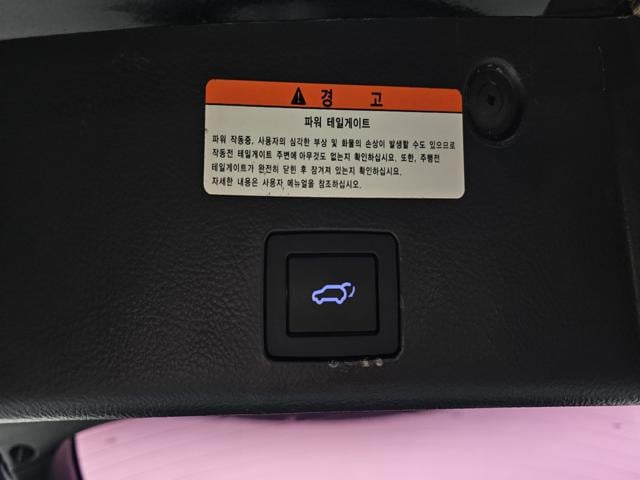 경 고
파워 테일게이트
파워 작동중, 사용자의 심각한 부상 및 화물의 손상이 발생할 수도 있으므로
작동전 테일게이트 주변에 아무것도 없는지 확인하십시요. 또한, 주행전
테일게이트가 완전히 닫힌 후 잠겨져 있는지 확인하십시요.
자세한 내용은 사용자 메뉴얼을 참조하십시오.